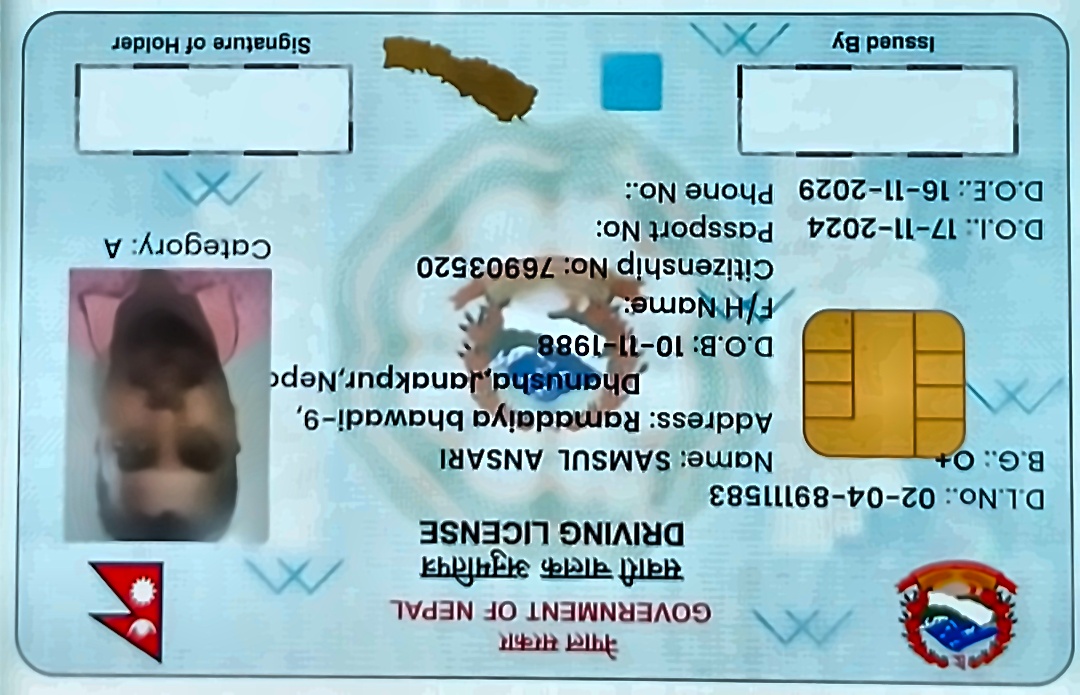 नेपाल सरकार
GOVERNMENT OF NEPAL
सवारी चालक अनुमतिपत्र
DRIVING LICENSE
D.L.No.: 02-04-89111583
B.G.: O+
Name: SAMSUL ANSARI
Address: Ramadaiya bhawadi-9,
Dhanusha,Janakpur,Nepa
D.O.B: 10-11-1988
F/H Name:
Citizenship No: 76903520
D.O.I.: 17-11-2024 Passport No:
D.O.E.: 16-11-2029 Phone No.:
Category: A
Issued By
Signature of Holder